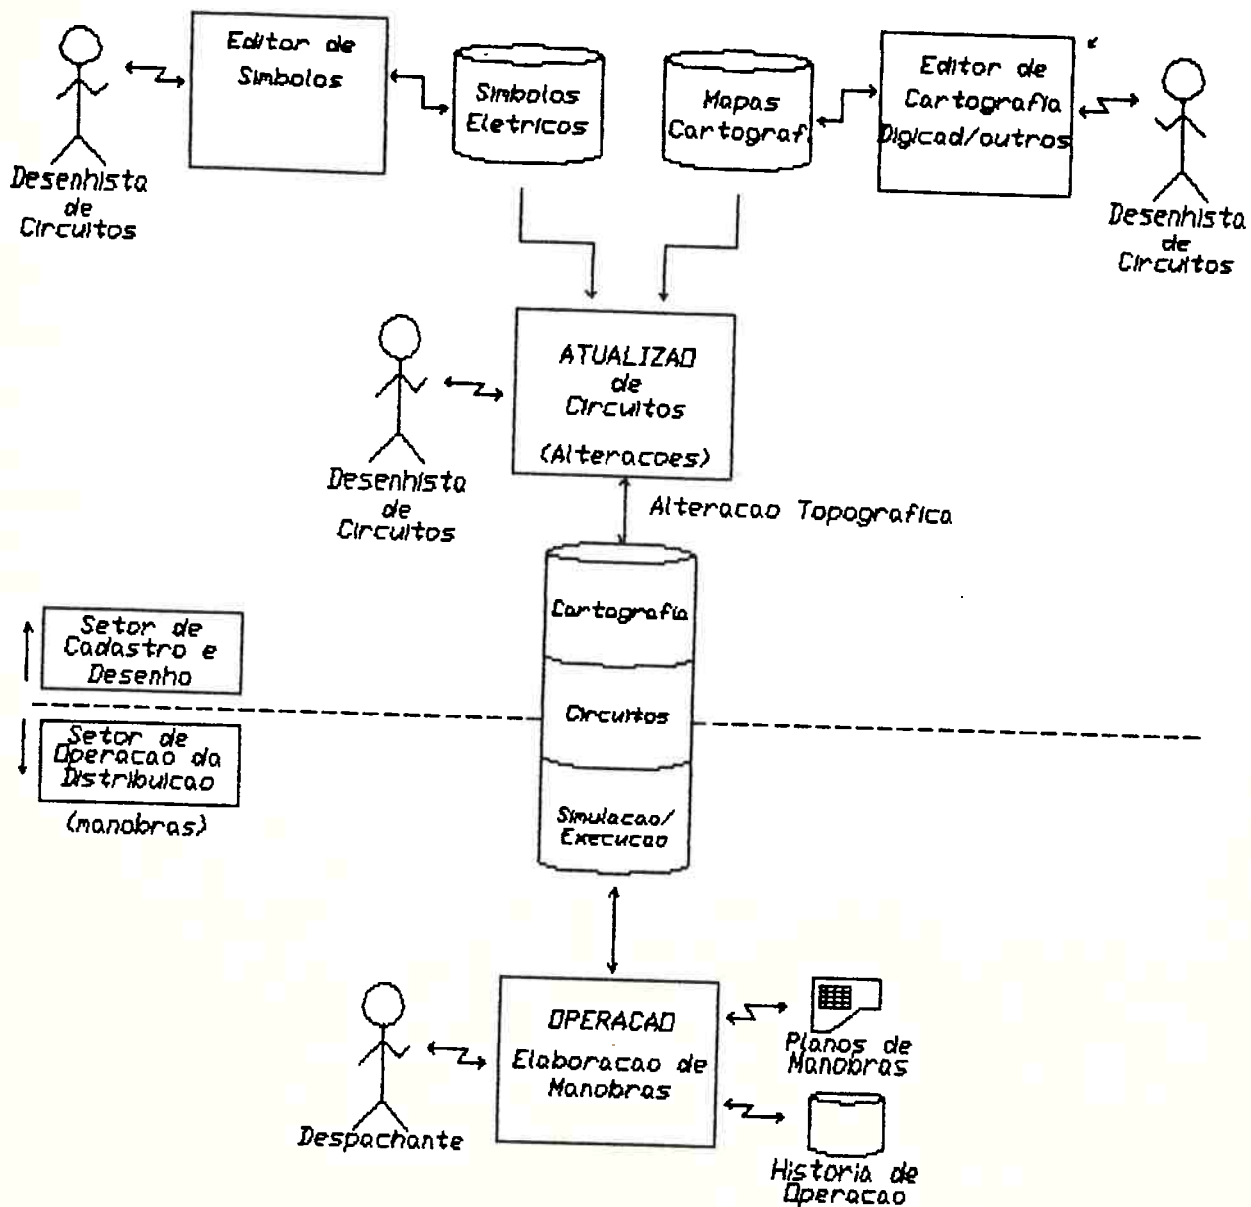 Editor de
Simbolos
Desenhista
de
Circuitos
Simbolos
Eletricos
Mapas
Cartograf.
Editor de
Cartografia
Digicad/outros
Desenhista
de
Circuitos
ATUALIZAO
de
Circuitos
(Alteracoes)
Desenhista
de
Circuitos
Alteracao Topografica
Cartografia
Circuitos
Simulacao/
Execucao
Setor de
Cadastro e
Desenho
Setor de
Operacao da
Distribuicao
(manobras)
OPERACAO
Elaboracao de
Manobras
Despachante
Planos de
Manobras
Historia de
Operacao